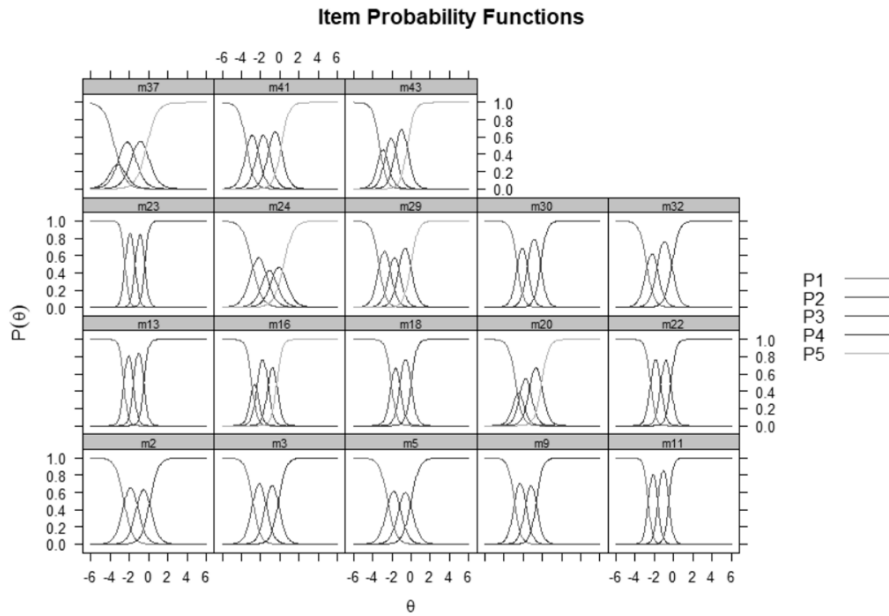 Item Probability Functions
-6 -4 -2 0 2 4 6
m37 m41 m43
1.0
0.8
0.6
0.4
0.2
0.0
m23 m24 m29 m30 m32
1.0
0.8
0.6
0.4
0.2
0.0
m13 m16 m18 m20 m22
1.0
0.8
0.6
0.4
0.2
0.0
m2 m3 m5 m9 m11
1.0
0.8
0.6
0.4
0.2
0.0
-6 -4 -2 0 2 4 6 -6 -4 -2 0 2 4 6 -6 -4 -2 0 2 4 6
P(θ)
θ
P1
P2
P3
P4
P5